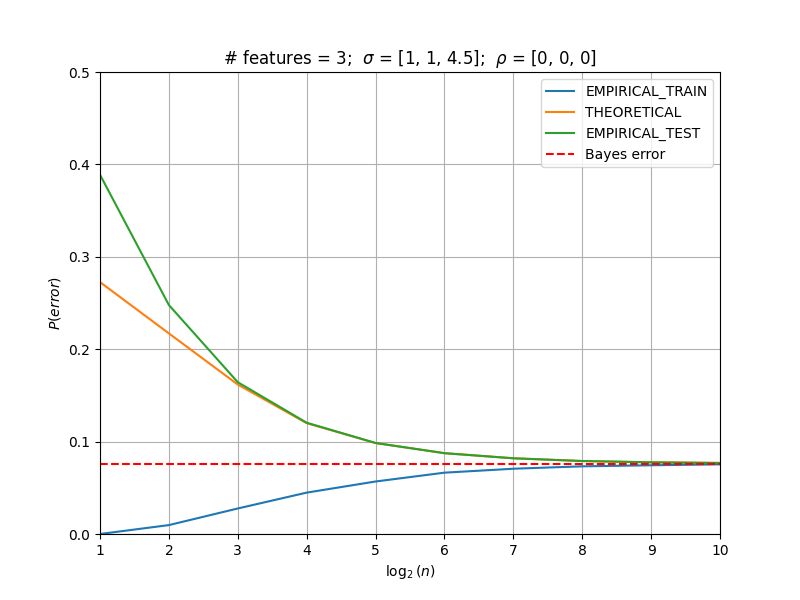 # features = 3;  σ = [1, 1, 4.5];  ρ = [0, 0, 0]
0.5
0.4
0.3
0.2
0.1
0.0
P(error)
EMPIRICAL_TRAIN
THEORETICAL
EMPIRICAL_TEST
Bayes error
1 2 3 4 5 6 7 8 9 10
log₂(n)